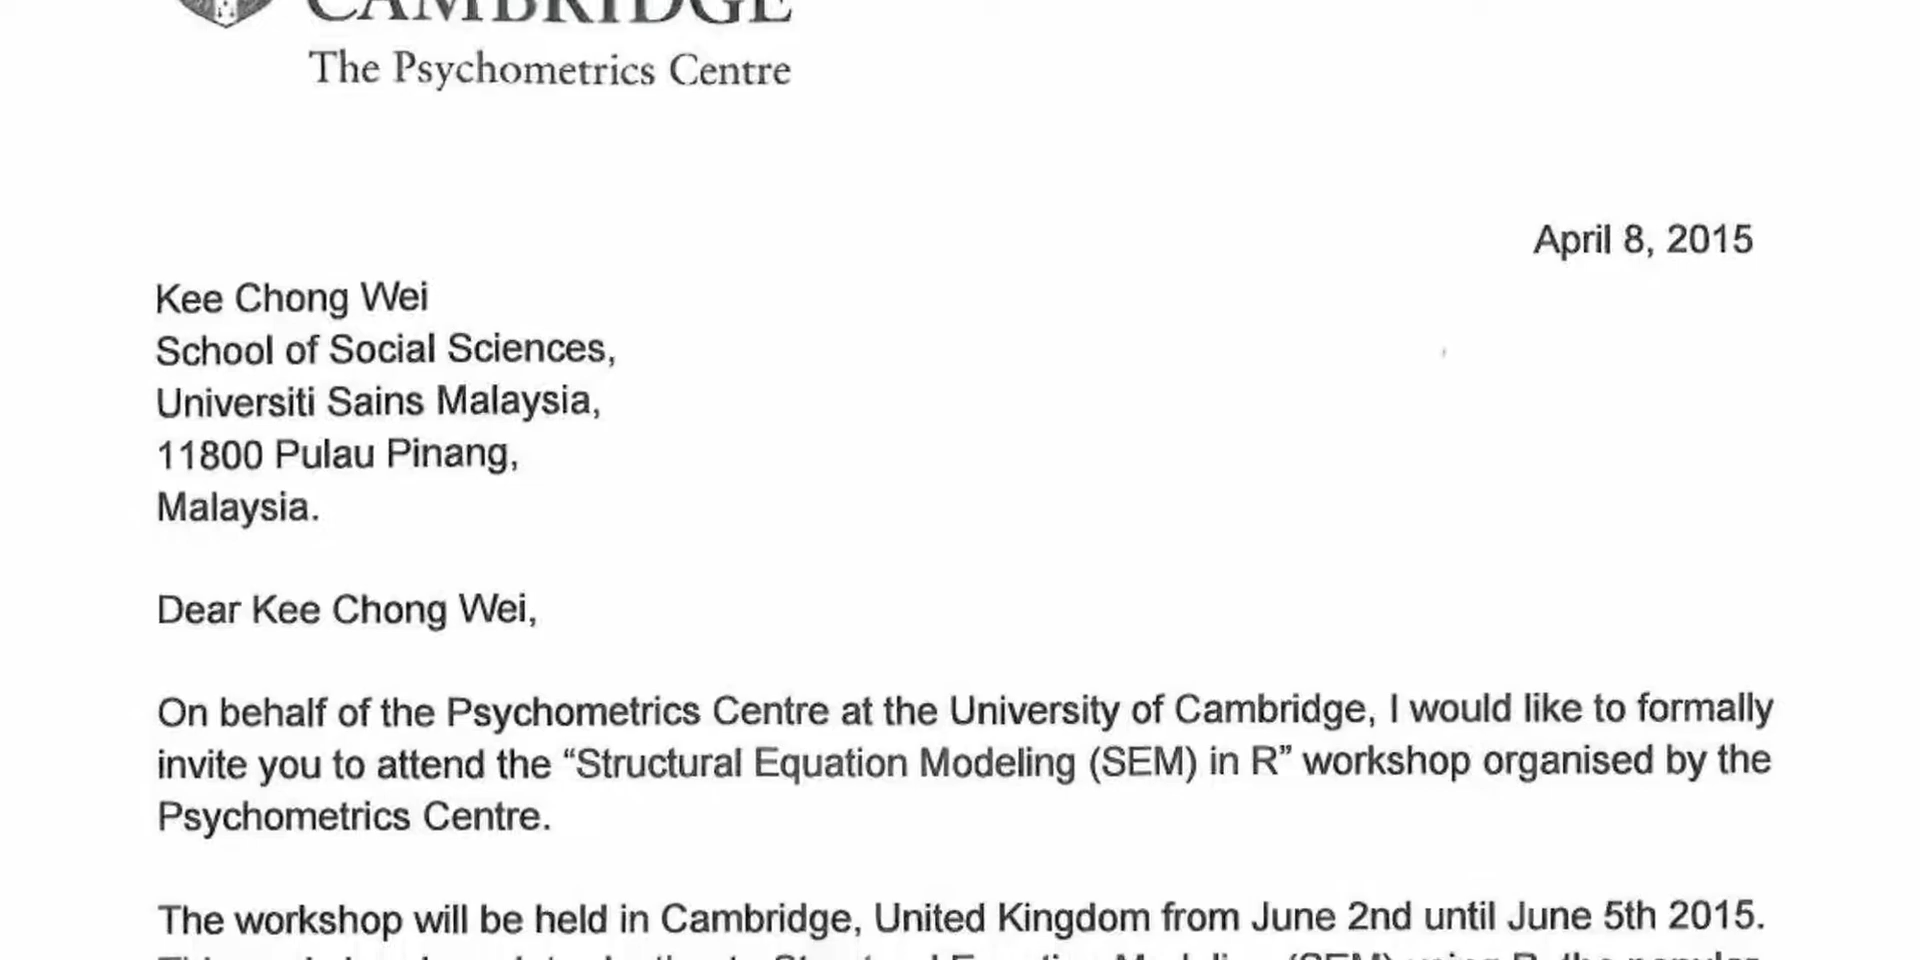 CAMBRIDGE
The Psychometrics Centre
April 8, 2015
Kee Chong Wei
School of Social Sciences,
Universiti Sains Malaysia,
11800 Pulau Pinang,
Malaysia.
Dear Kee Chong Wei,
On behalf of the Psychometrics Centre at the University of Cambridge, I would like to formally
invite you to attend the “Structural Equation Modeling (SEM) in R” workshop organised by the
Psychometrics Centre.
The workshop will be held in Cambridge, United Kingdom from June 2nd until June 5th 2015.